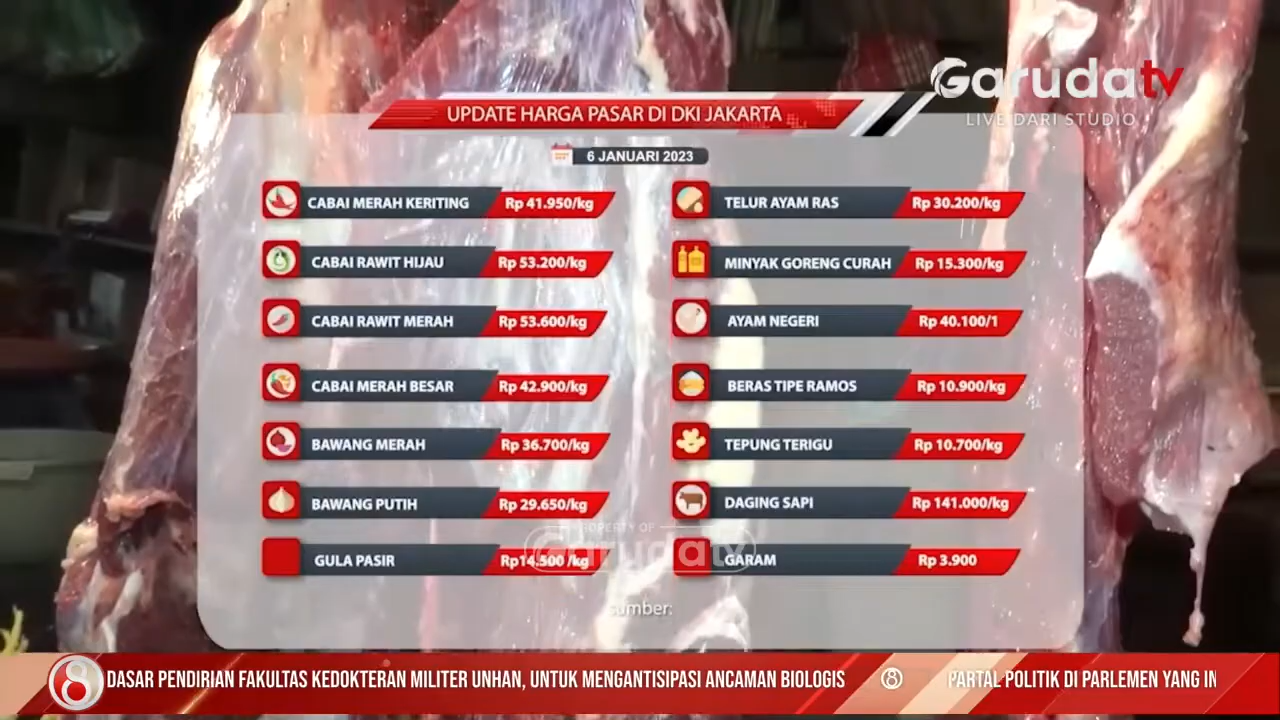 Garudatv
LIVE DARI STUDIO
UPDATE HARGA PASAR DI DKI JAKARTA
6 JANUARI 2023
CABAI MERAH KERITING Rp 41.950/kg
CABAI RAWIT HIJAU Rp 53.200/kg
CABAI RAWIT MERAH Rp 53.600/kg
CABAI MERAH BESAR Rp 42.900/kg
BAWANG MERAH Rp 36.700/kg
BAWANG PUTIH Rp 29.650/kg
GULA PASIR Rp14.500 /kg
TELUR AYAM RAS Rp 30.200/kg
MINYAK GORENG CURAH Rp 15.300/kg
AYAM NEGERI Rp 40.100/1
BERAS TIPE RAMOS Rp 10.900/kg
TEPUNG TERIGU Rp 10.700/kg
DAGING SAPI Rp 141.000/kg
GARAM Rp 3.900
PROPERTY OF
Garudatv
sumber:
8 DASAR PENDIRIAN FAKULTAS KEDOKTERAN MILITER UNHAN, UNTUK MENGANTISIPASI ANCAMAN BIOLOGIS 8 PARTAI POLITIK DI PARLEMEN YANG IN